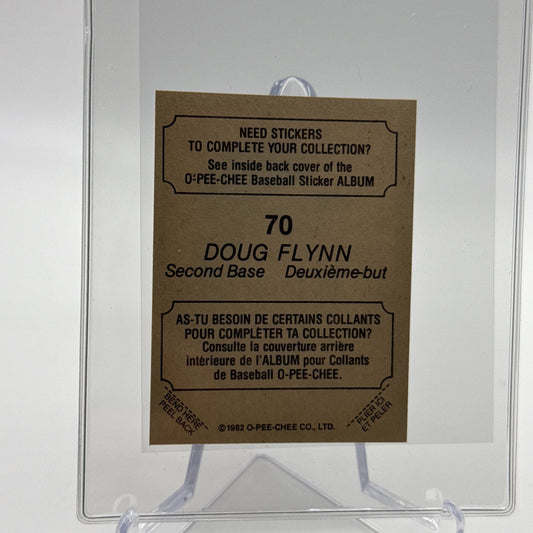 NEED STICKERS
TO COMPLETE YOUR COLLECTION?
See inside back cover of the
O-PEE-CHEE Baseball Sticker ALBUM
70
DOUG FLYNN
Second Base Deuxième-but
AS-TU BESOIN DE CERTAINS COLLANTS
POUR COMPLÈTER TA COLLECTION?
Consulte la couverture arrière
intérieure de l'ALBUM pour Collants
de Baseball O-PEE-CHEE.
BEND HERE
PEEL BACK
PLIER ICI
ET PELER
©1982 O-PEE-CHEE CO., LTD.